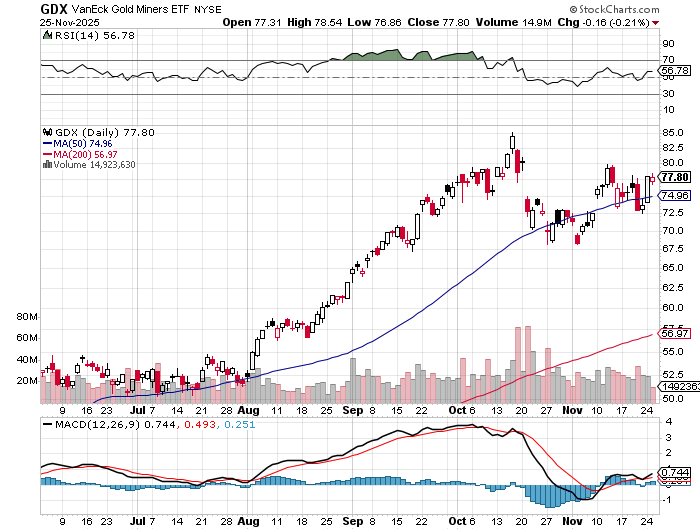 GDX VanEck Gold Miners ETF NYSE © StockCharts.com
25-Nov-2025 Open 77.31 High 78.54 Low 76.86 Close 77.80 Volume 14.9M Chg -0.16 (-0.21%)
RSI(14) 56.78
90
70
56.78
50
30
10
GDX (Daily) 77.80
MA(50) 74.96
MA(200) 56.97
Volume 14,923,630
85.0
82.5
80.0
77.80
74.96
72.5
70.0
67.5
65.0
62.5
60.0
56.97
55.0
52.5
50.0
80M
60M
40M
20M
9 16 23 Jul 7 14 21 28 Aug 11 18 25 Sep 8 15 22 Oct 6 13 20 27 Nov 10 17 24
MACD(12,26,9) 0.744, 0.493, 0.251
4
3
2
1
0.744
-1
9 16 23 Jul 7 14 21 28 Aug 11 18 25 Sep 8 15 22 Oct 6 13 20 27 Nov 10 17 24